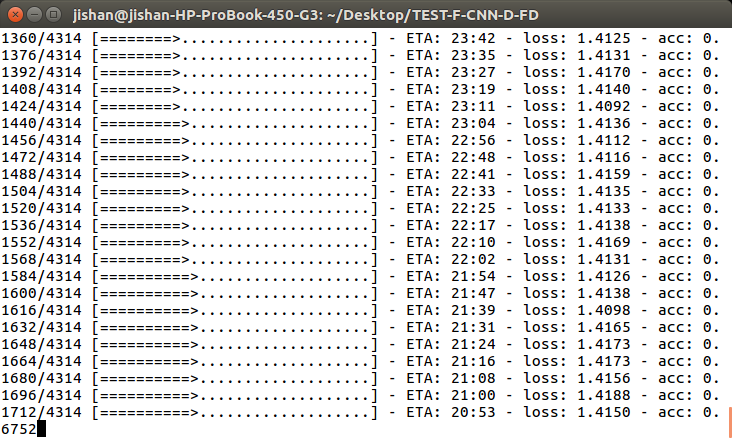 jishan@jishan-HP-ProBook-450-G3: ~/Desktop/TEST-F-CNN-D-FD
1360/4314 [========>......................] - ETA: 23:42 - loss: 1.4125 - acc: 0.
1376/4314 [========>......................] - ETA: 23:35 - loss: 1.4131 - acc: 0.
1392/4314 [========>......................] - ETA: 23:27 - loss: 1.4170 - acc: 0.
1408/4314 [========>......................] - ETA: 23:19 - loss: 1.4140 - acc: 0.
1424/4314 [========>......................] - ETA: 23:11 - loss: 1.4092 - acc: 0.
1440/4314 [=========>.....................] - ETA: 23:04 - loss: 1.4136 - acc: 0.
1456/4314 [=========>.....................] - ETA: 22:56 - loss: 1.4112 - acc: 0.
1472/4314 [=========>.....................] - ETA: 22:48 - loss: 1.4116 - acc: 0.
1488/4314 [=========>.....................] - ETA: 22:41 - loss: 1.4159 - acc: 0.
1504/4314 [=========>.....................] - ETA: 22:33 - loss: 1.4135 - acc: 0.
1520/4314 [=========>.....................] - ETA: 22:25 - loss: 1.4133 - acc: 0.
1536/4314 [=========>.....................] - ETA: 22:17 - loss: 1.4138 - acc: 0.
1552/4314 [=========>.....................] - ETA: 22:10 - loss: 1.4169 - acc: 0.
1568/4314 [=========>.....................] - ETA: 22:02 - loss: 1.4131 - acc: 0.
1584/4314 [==========>....................] - ETA: 21:54 - loss: 1.4126 - acc: 0.
1600/4314 [==========>....................] - ETA: 21:47 - loss: 1.4138 - acc: 0.
1616/4314 [==========>....................] - ETA: 21:39 - loss: 1.4098 - acc: 0.
1632/4314 [==========>....................] - ETA: 21:31 - loss: 1.4165 - acc: 0.
1648/4314 [==========>....................] - ETA: 21:24 - loss: 1.4173 - acc: 0.
1664/4314 [==========>....................] - ETA: 21:16 - loss: 1.4173 - acc: 0.
1680/4314 [==========>....................] - ETA: 21:08 - loss: 1.4156 - acc: 0.
1696/4314 [==========>....................] - ETA: 21:00 - loss: 1.4188 - acc: 0.
1712/4314 [==========>....................] - ETA: 20:53 - loss: 1.4150 - acc: 0.
6752